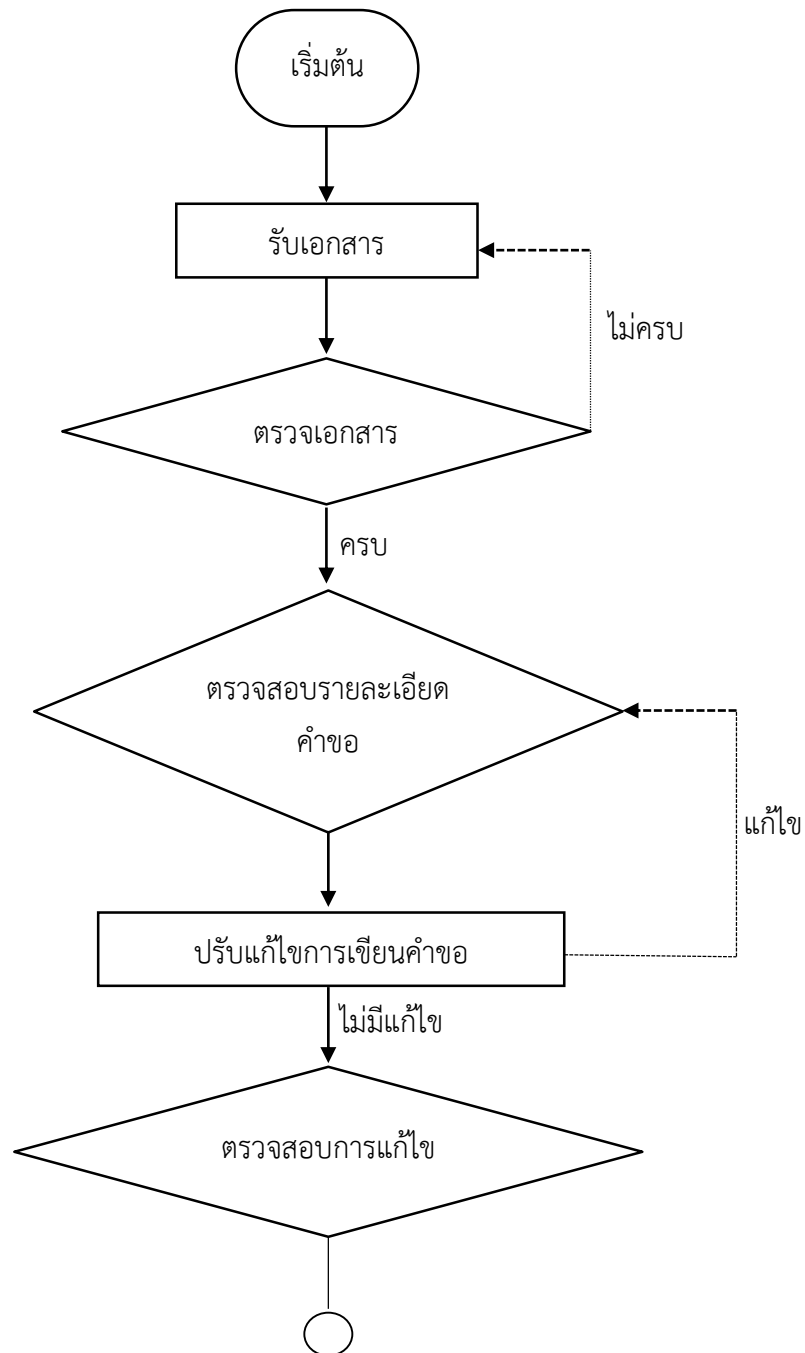 เริ่มต้น
รับเอกสาร
ไม่ครบ
ตรวจเอกสาร
ครบ
ตรวจสอบรายละเอียด
คำขอ
แก้ไข
ปรับแก้ไขการเขียนคำขอ
ไม่มีแก้ไข
ตรวจสอบการแก้ไข